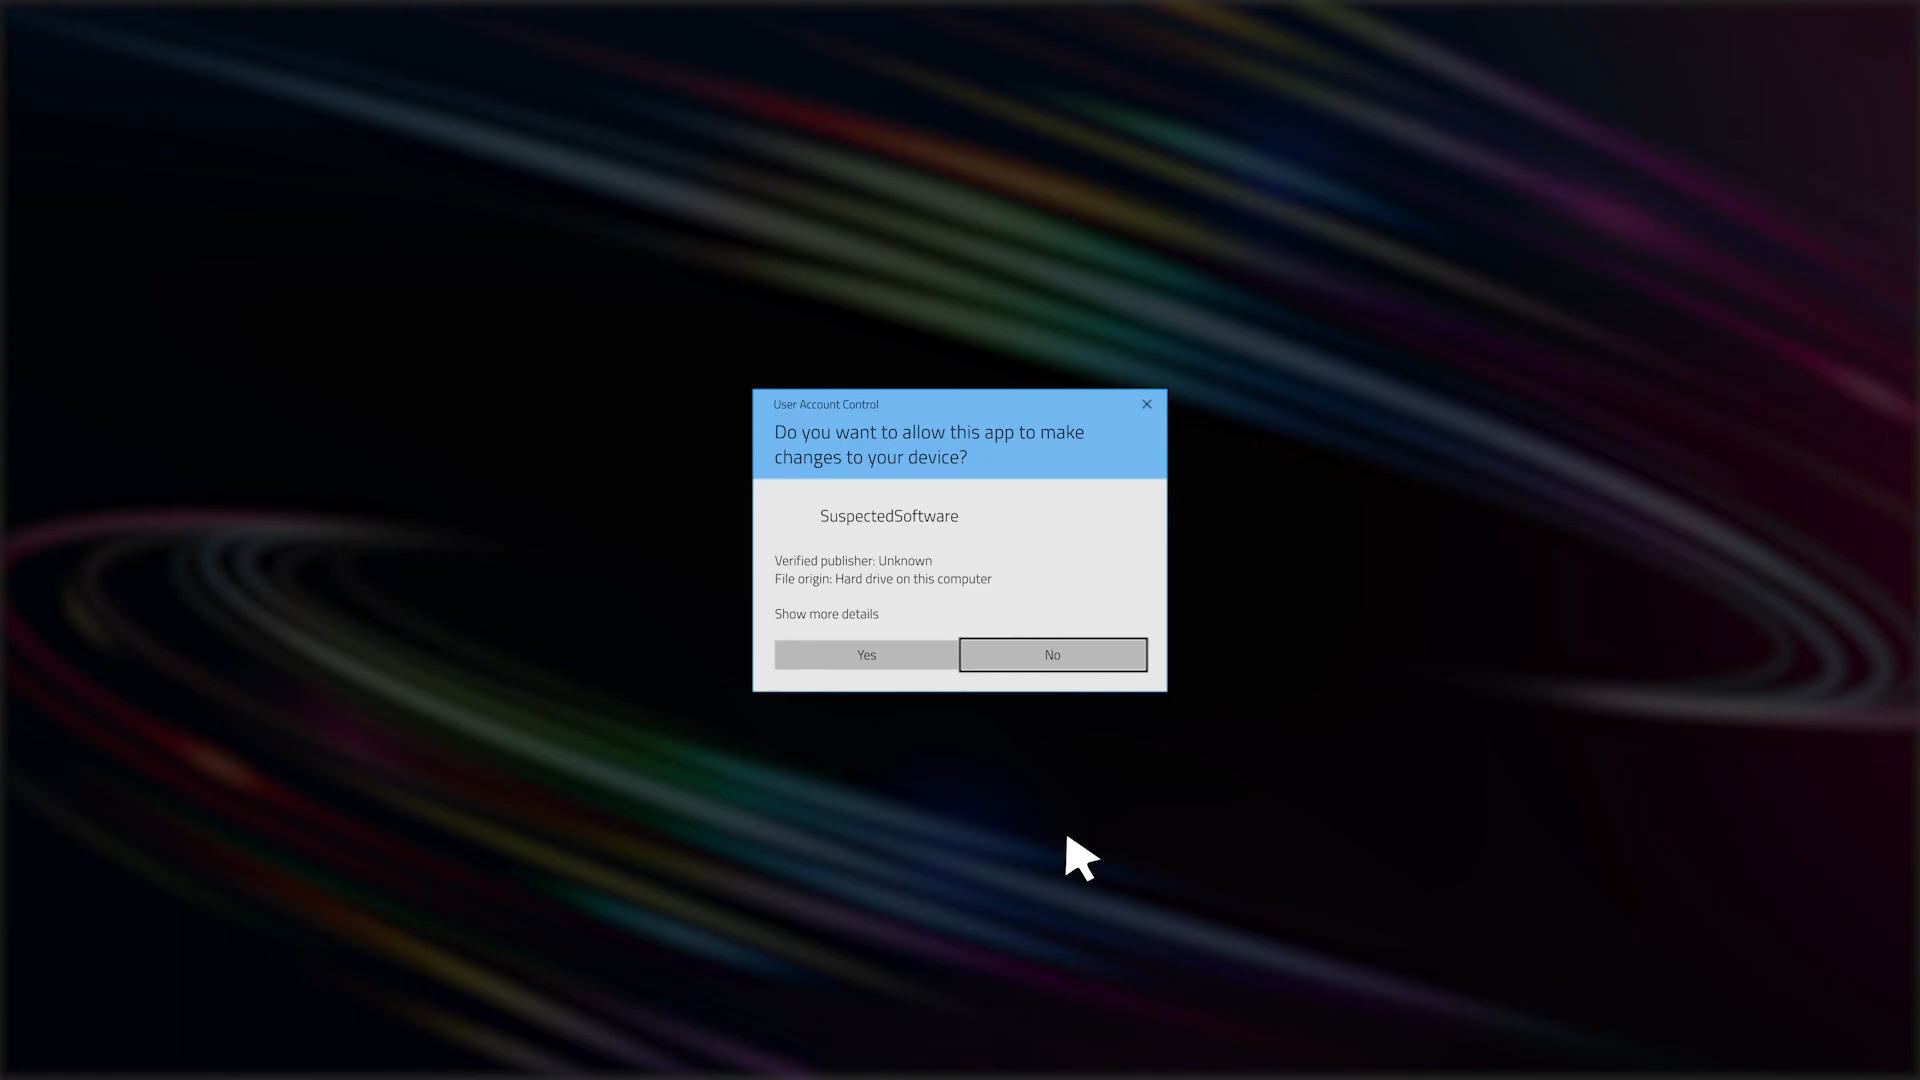 User Account Control
Do you want to allow this app to make
changes to your device?
SuspectedSoftware
Verified publisher: Unknown
File origin: Hard drive on this computer
Show more details
Yes No